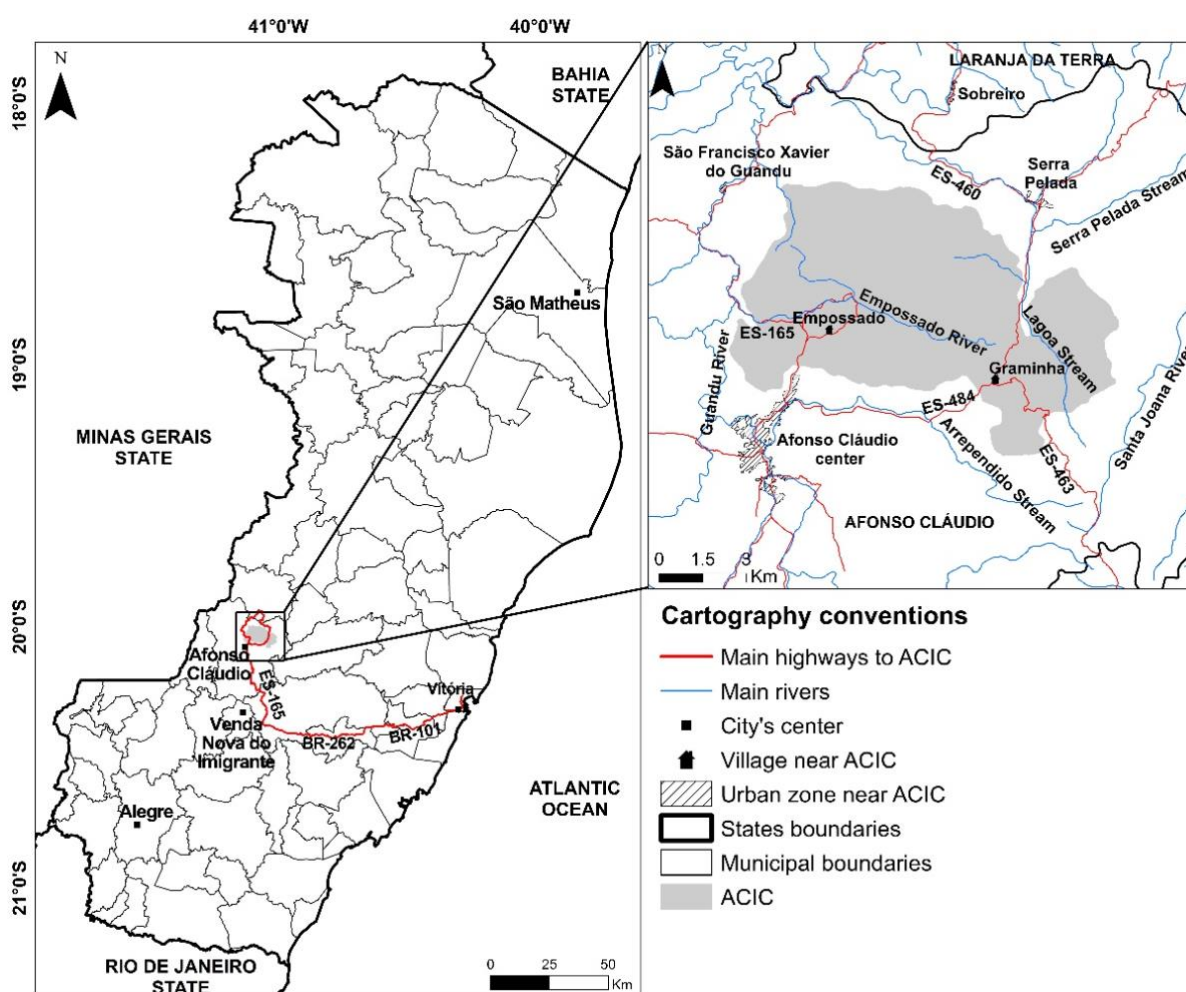 41°0'W
40°0'W
18°0'S
19°0'S
20°0'S
21°0'S
N
BAHIA
STATE
São Matheus
MINAS GERAIS
STATE
Afonso
Cláudio
ES-165
Vitória
Venda
Nova do
Imigrante
BR-262
BR-101
Alegre
ATLANTIC
OCEAN
RIO DE JANEIRO
STATE
0 25 50
Km
N
LARANJA DA TERRA
Sobreiro
São Francisco Xavier
do Guandu
Serra
Pelada
ES-460
Serra Pelada Stream
Empossado
ES-165
Empossado River
Lagoa Stream
Guandu River
Graminha
ES-484
Santa Joana River
Afonso Cláudio
center
Arrependido Stream
ES-463
AFONSO CLÁUDIO
0 1.5 3
Km
Cartography conventions
Main highways to ACIC
Main rivers
City's center
Village near ACIC
Urban zone near ACIC
States boundaries
Municipal boundaries
ACIC